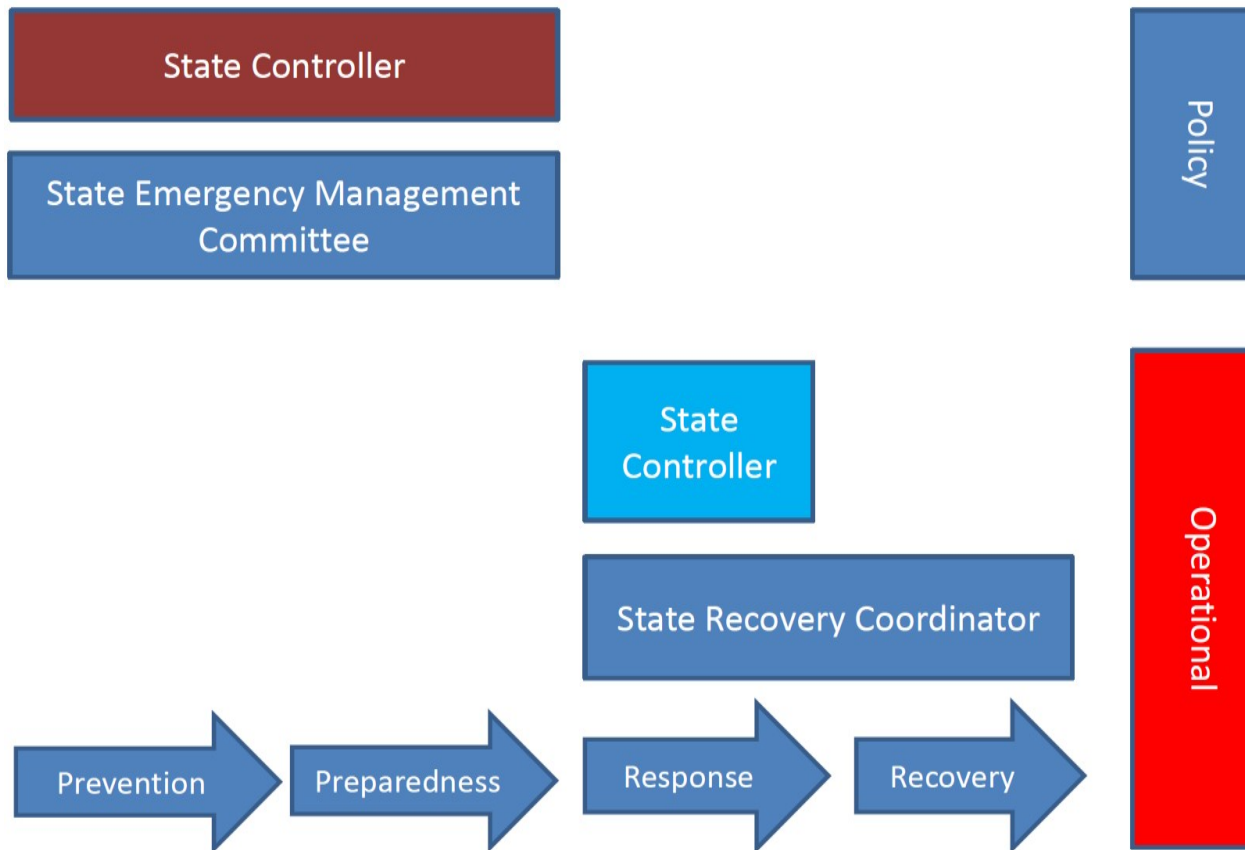 State Controller
Policy
State Emergency Management
Committee
State
Controller
Operational
State Recovery Coordinator
Prevention
Preparedness
Response
Recovery